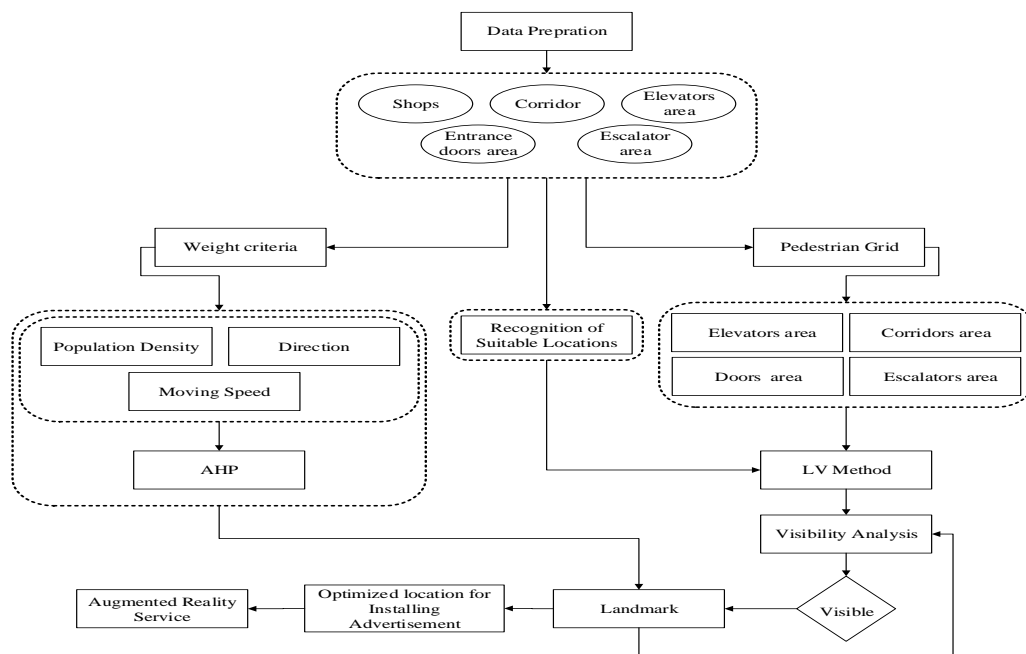 Data Prepration
Shops
Corridor
Elevators
area
Entrance
doors area
Escalator
area
Weight criteria
Pedestrian Grid
Population Density
Direction
Moving Speed
AHP
Recognition of
Suitable Locations
Elevators area
Corridors area
Doors area
Escalators area
LV Method
Visibility Analysis
Visible
Landmark
Optimized location for
Installing
Advertisement
Augmented Reality
Service